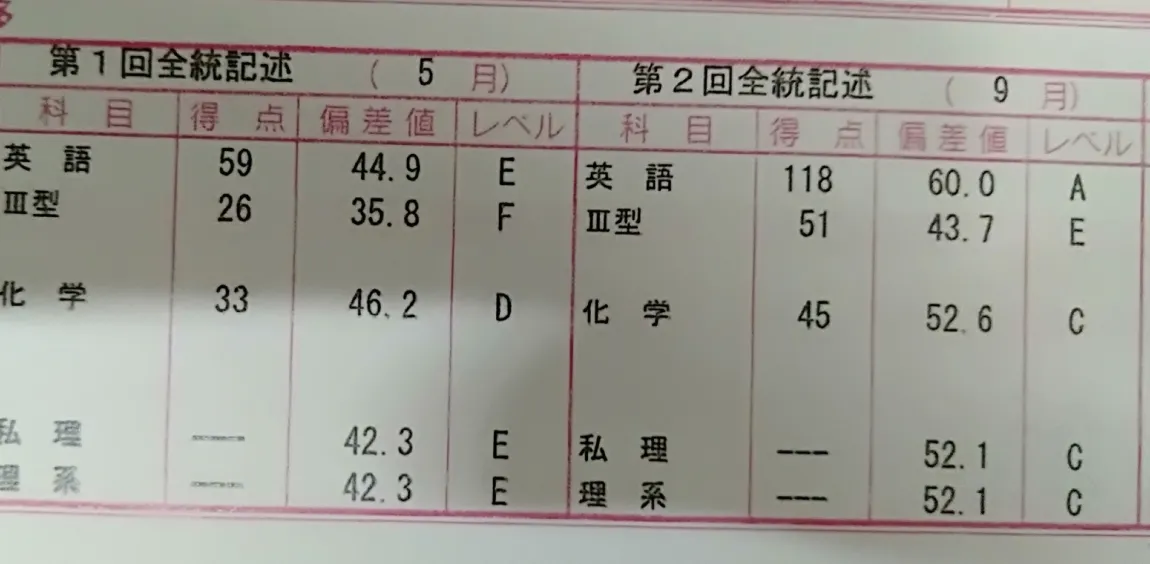 第1回全統記述 ( 5 月)
科目 得点 偏差値 レベル
英語 59 44.9 E
Ⅲ型 26 35.8 F
化学 33 46.2 D
私理 --- 42.3 E
理系 --- 42.3 E
第2回全統記述 ( 9 月)
科目 得点 偏差値 レベル
英語 118 60.0 A
Ⅲ型 51 43.7 E
化学 45 52.6 C
私理 --- 52.1 C
理系 --- 52.1 C